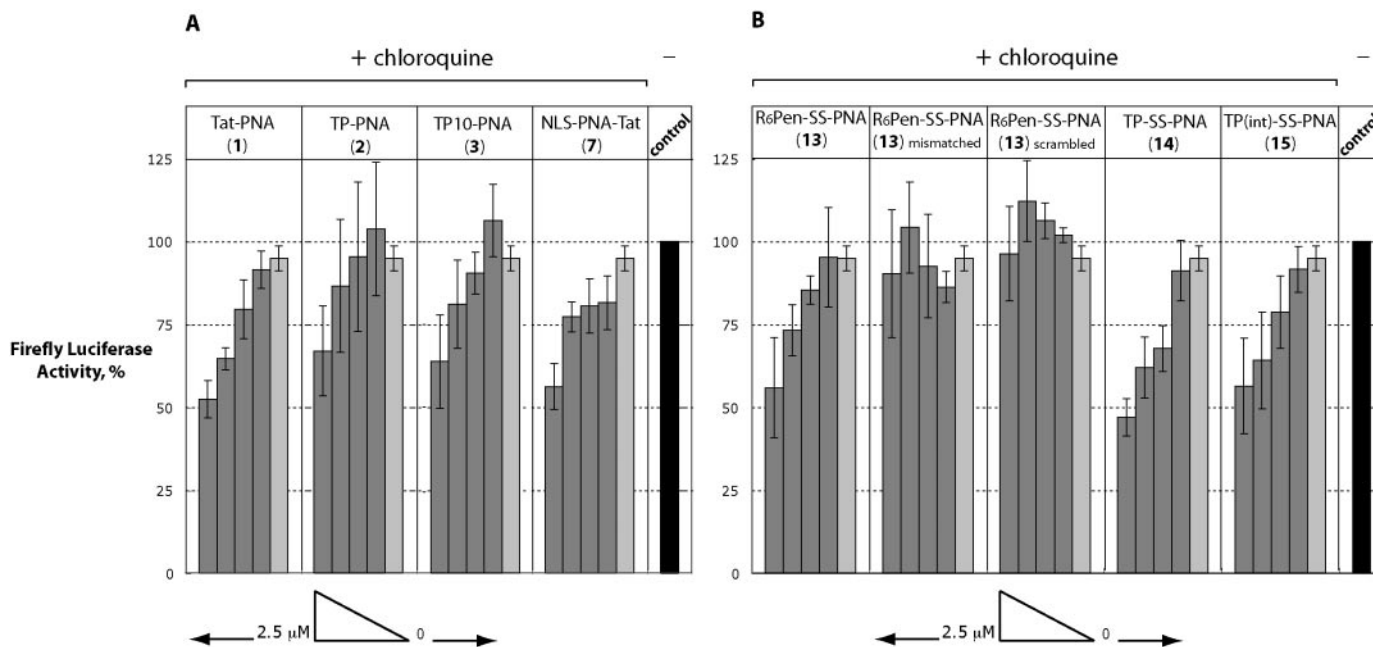 A
B
+ chloroquine
−
+ chloroquine
−
Tat-PNA
(1)
TP-PNA
(2)
TP10-PNA
(3)
NLS-PNA-Tat
(7)
control
R6Pen-SS-PNA
(13)
R6Pen-SS-PNA
(13) mismatched
R6Pen-SS-PNA
(13) scrambled
TP-SS-PNA
(14)
TP(int)-SS-PNA
(15)
control
125
100
75
50
25
0
125
100
75
50
25
0
Firefly Luciferase
Activity, %
2.5 μM
0
2.5 μM
0